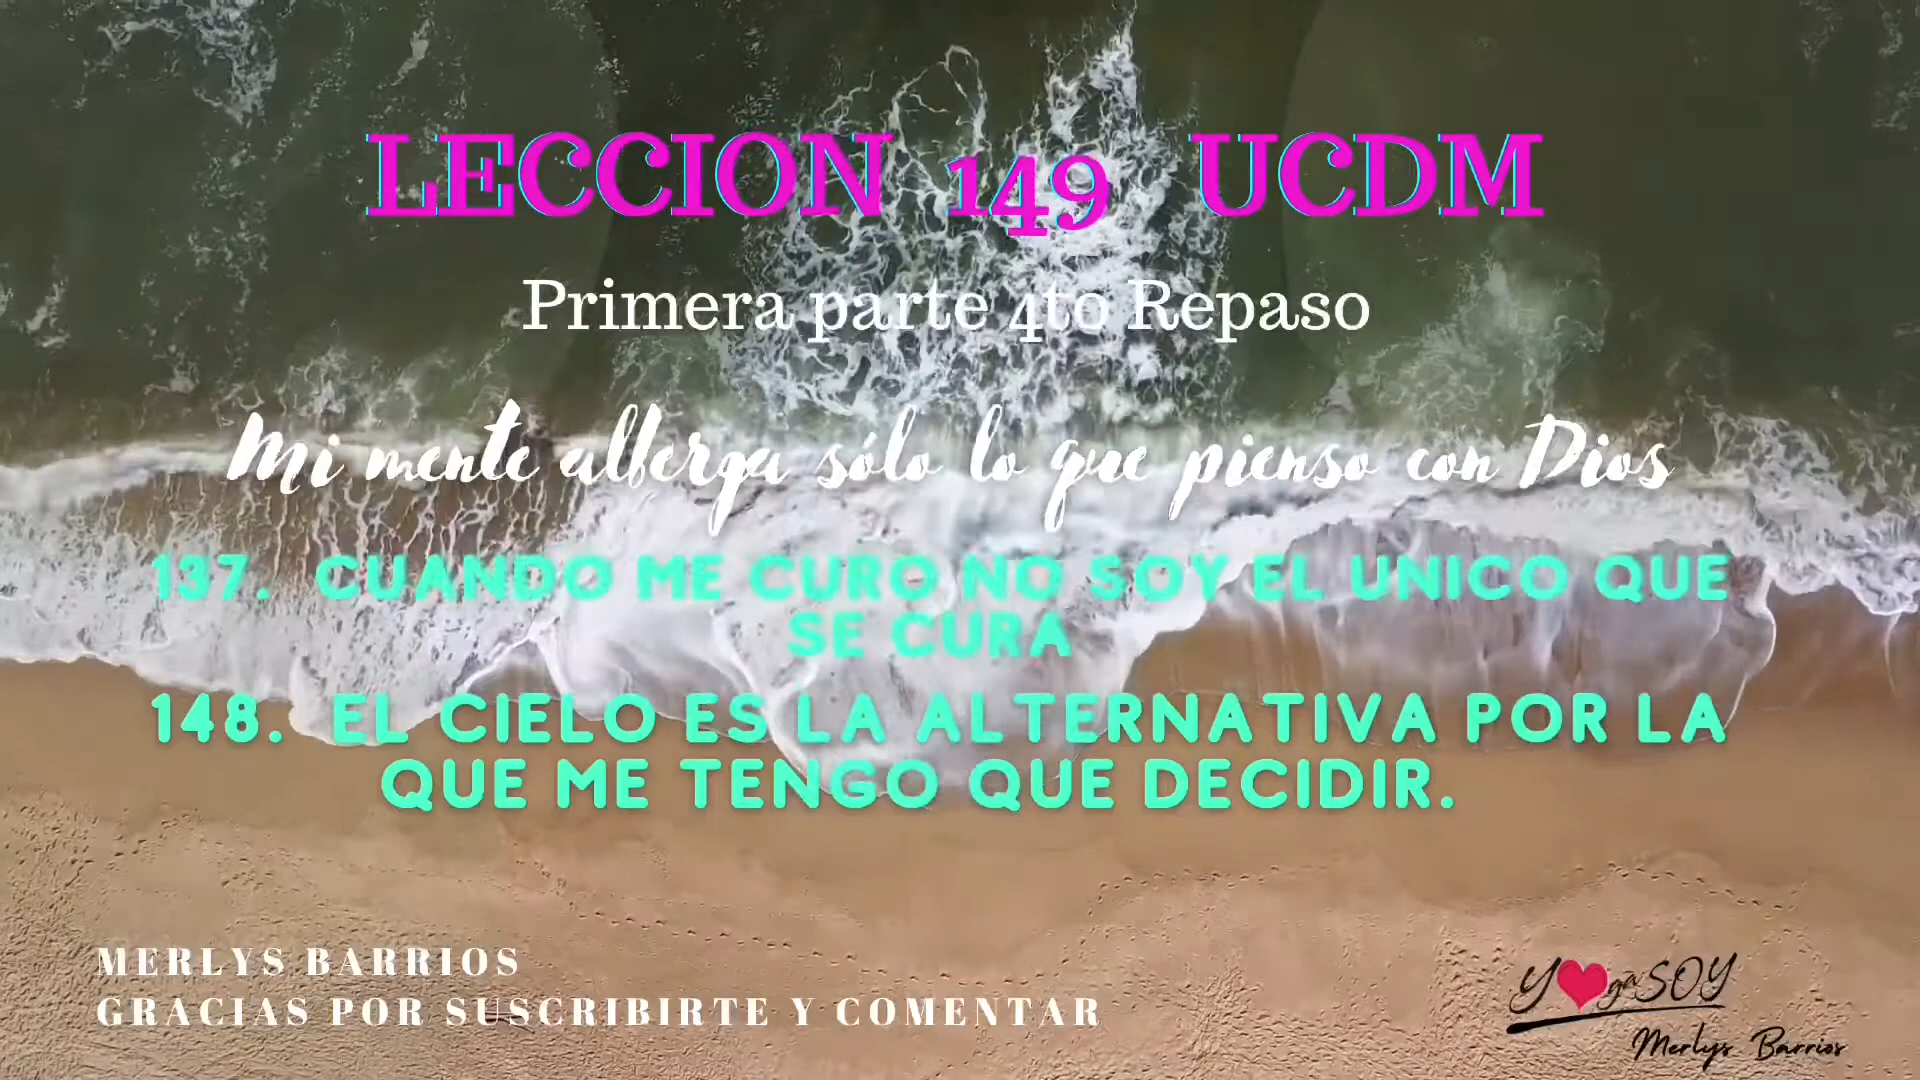 LECCION 149 UCDM
Primera parte 4to Repaso
Mi mente alberga sólo lo que pienso con Dios
137. CUANDO ME CURO NO SOY EL UNICO QUE
SE CURA
148. EL CIELO ES LA ALTERNATIVA POR LA
QUE ME TENGO QUE DECIDIR.
MERLYS BARRIOS
GRACIAS POR SUSCRIBIRTE Y COMENTAR
YogaSOY
Merlys Barrios